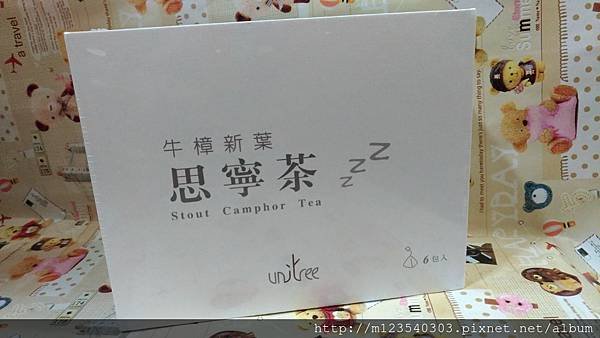 牛樟新葉
思寧茶 zzZ
Stout Camphor Tea
unitree
6包入
a travel
http://m123540303.pixnet.net/album